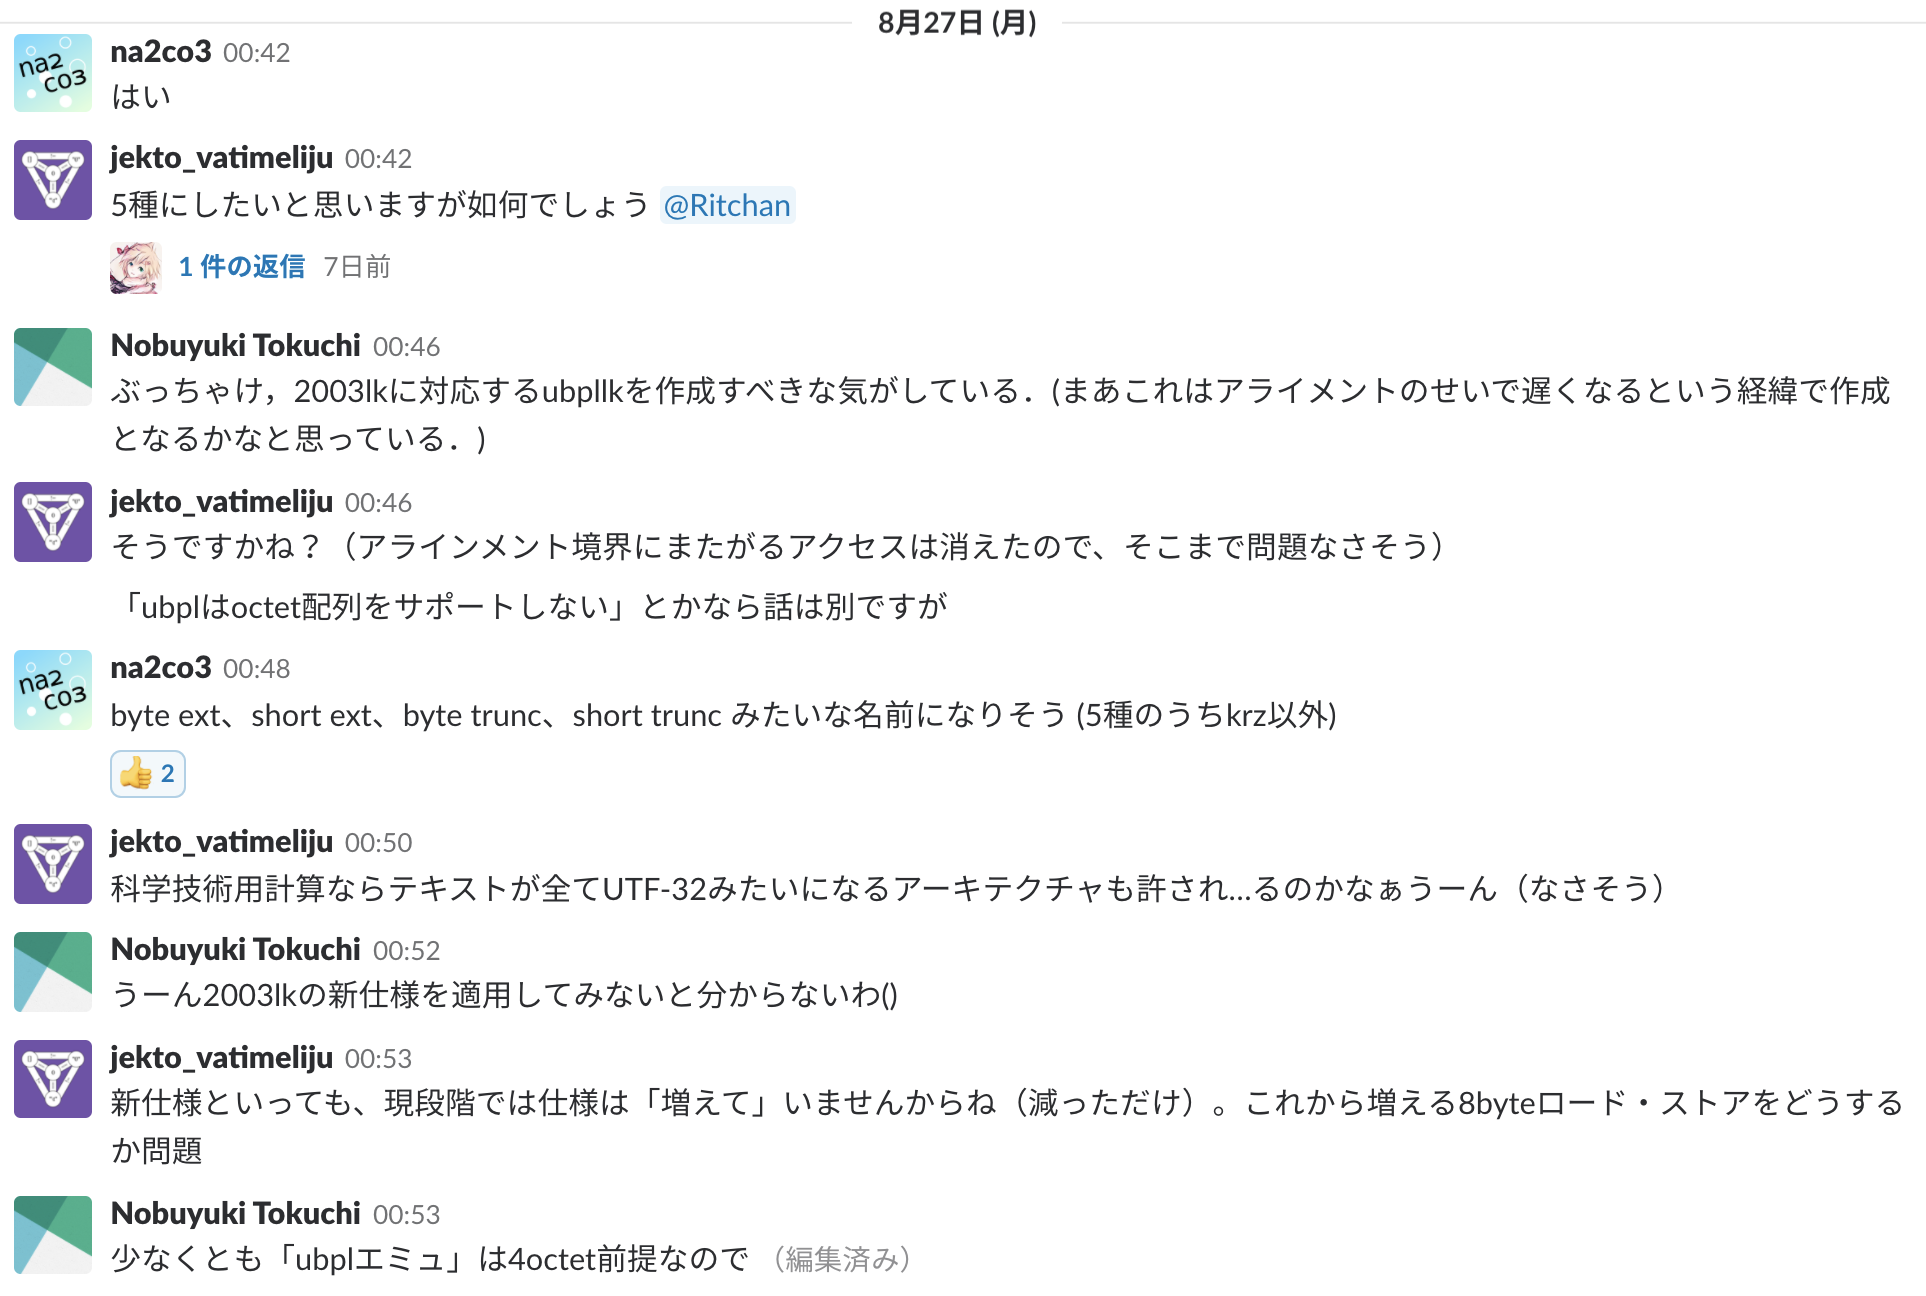 8月27日 (月)
na2co3 00:42
na2
co3
はい
jekto_vatimeliju 00:42
5種にしたいと思いますが如何でしょう @Ritchan
1 件の返信 7日前
Nobuyuki Tokuchi 00:46
ぶっちゃけ，2003lkに対応するubpllkを作成すべきな気がしている．(まあこれはアライメントのせいで遅くなるという経緯で作成
となるかなと思っている．)
jekto_vatimeliju 00:46
そうですかね？（アラインメント境界にまたがるアクセスは消えたので、そこまで問題なさそう）
「ubplはoctet配列をサポートしない」とかなら話は別ですが
na2co3 00:48
na2
co3
byte ext、short ext、byte trunc、short trunc みたいな名前になりそう (5種のうちkrz以外)
2
jekto_vatimeliju 00:50
科学技術用計算ならテキストが全てUTF-32みたいになるアーキテクチャも許され...るのかなぁうーん（なさそう）
Nobuyuki Tokuchi 00:52
うーん2003lkの新仕様を適用してみないと分からないわ()
jekto_vatimeliju 00:53
新仕様といっても、現段階では仕様は「増えて」いませんからね（減っただけ）。これから増える8byteロード・ストアをどうする
か問題
Nobuyuki Tokuchi 00:53
少なくとも「ubplエミュ」は4octet前提なので （編集済み）